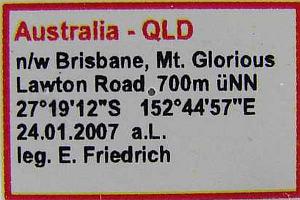 Australia - QLD
n/w Brisbane, Mt. Glorious
Lawton Road, 700m üNN
27°19'12"S 152°44'57"E
24.01.2007 a.L.
leg. E. Friedrich